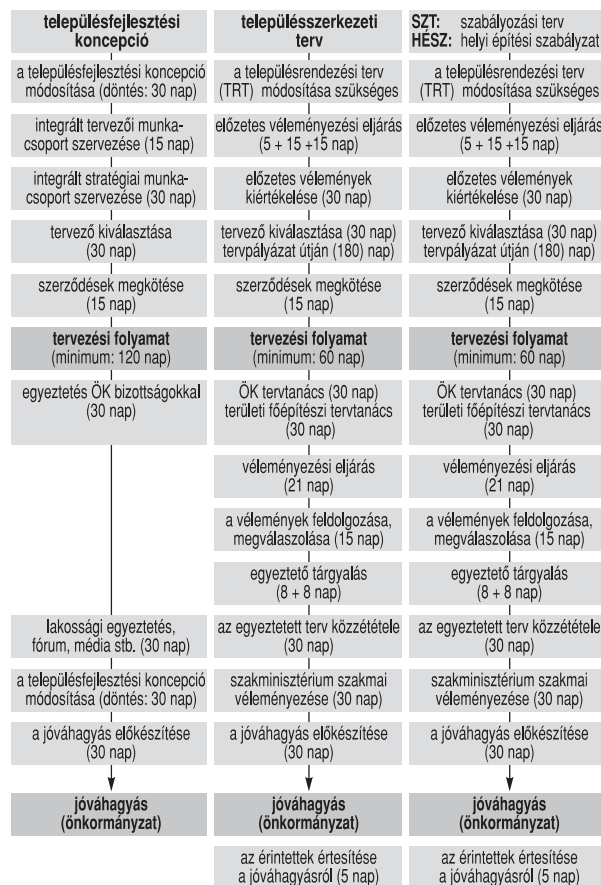 településfejlesztési
koncepció
a településfejlesztési koncepció
módosítása (döntés: 30 nap)
integrált tervezői munka-
csoport szervezése (15 nap)
integrált stratégiai munka-
csoport szervezése (30 nap)
tervező kiválasztása
(30 nap)
szerződések megkötése
(15 nap)
tervezési folyamat
(minimum: 120 nap)
egyeztetés ÖK bizottságokkal
(30 nap)
lakossági egyeztetés,
fórum, média stb. (30 nap)
a településfejlesztési koncepció
módosítása (döntés: 30 nap)
a jóváhagyás előkészítése
(30 nap)
jóváhagyás
(önkormányzat)
településszerkezeti
terv
a településrendezési terv
(TRT) módosítása szükséges
előzetes véleményezési eljárás
(5 + 15 +15 nap)
előzetes vélemények
kiértékelése (30 nap)
tervező kiválasztása (30 nap)
tervpályázat útján (180) nap)
szerződések megkötése
(15 nap)
tervezési folyamat
(minimum: 60 nap)
ÖK tervtanács (30 nap)
területi főépítészi tervtanács
(30 nap)
véleményezési eljárás
(21 nap)
a vélemények feldolgozása,
megválaszolása (15 nap)
egyeztető tárgyalás
(8 + 8 nap)
az egyeztetett terv közzététele
(30 nap)
szakminisztérium szakmai
véleményezése (30 nap)
a jóváhagyás előkészítése
(30 nap)
jóváhagyás
(önkormányzat)
az érintettek értesítése
a jóváhagyásról (5 nap)
SZT: szabályozási terv
HÉSZ: helyi építési szabályzat
a településrendezési terv
(TRT) módosítása szükséges
előzetes véleményezési eljárás
(5 + 15 +15 nap)
előzetes vélemények
kiértékelése (30 nap)
tervező kiválasztása (30 nap)
tervpályázat útján (180) nap)
szerződések megkötése
(15 nap)
tervezési folyamat
(minimum: 60 nap)
ÖK tervtanács (30 nap)
területi főépítészi tervtanács
(30 nap)
véleményezési eljárás
(21 nap)
a vélemények feldolgozása,
megválaszolása (15 nap)
egyeztető tárgyalás
(8 + 8 nap)
az egyeztetett terv közzététele
(30 nap)
szakminisztérium szakmai
véleményezése (30 nap)
a jóváhagyás előkészítése
(30 nap)
jóváhagyás
(önkormányzat)
az érintettek értesítése
a jóváhagyásról (5 nap)